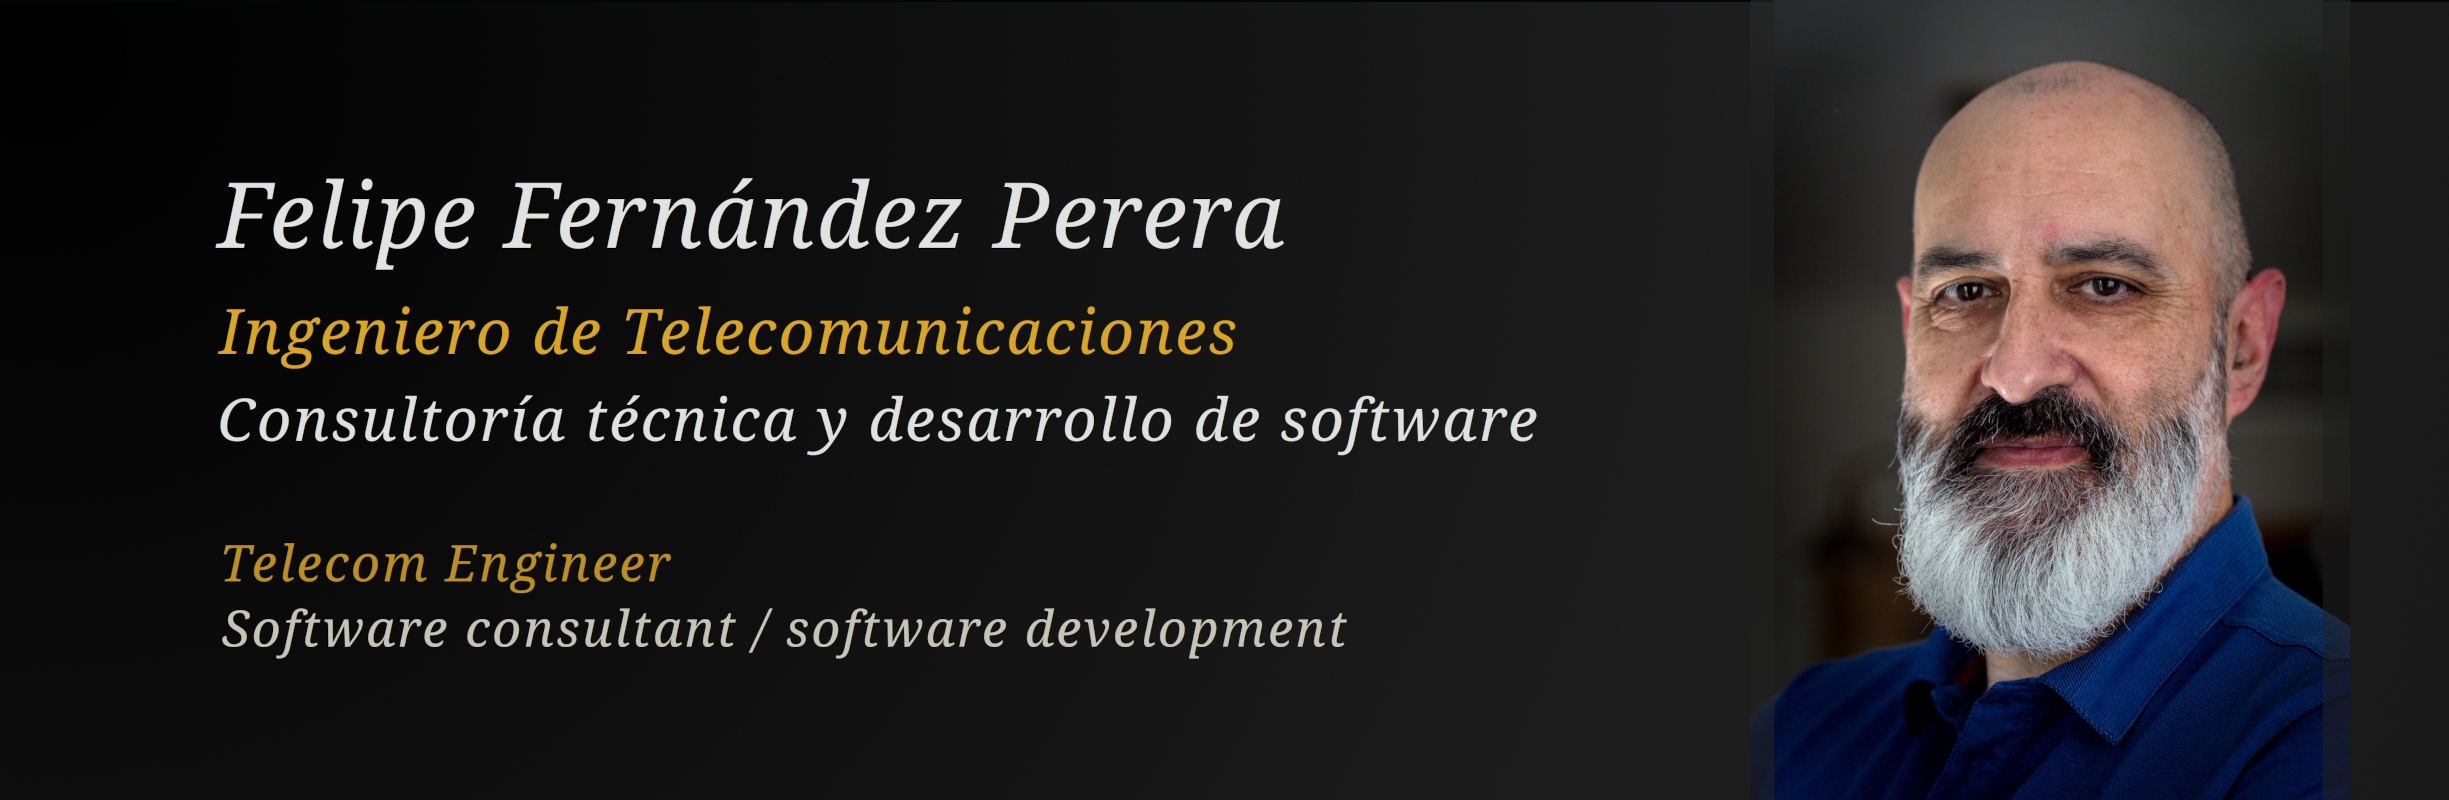 Felipe Fernández Perera
Ingeniero de Telecomunicaciones
Consultoría técnica y desarrollo de software
Telecom Engineer
Software consultant / software development